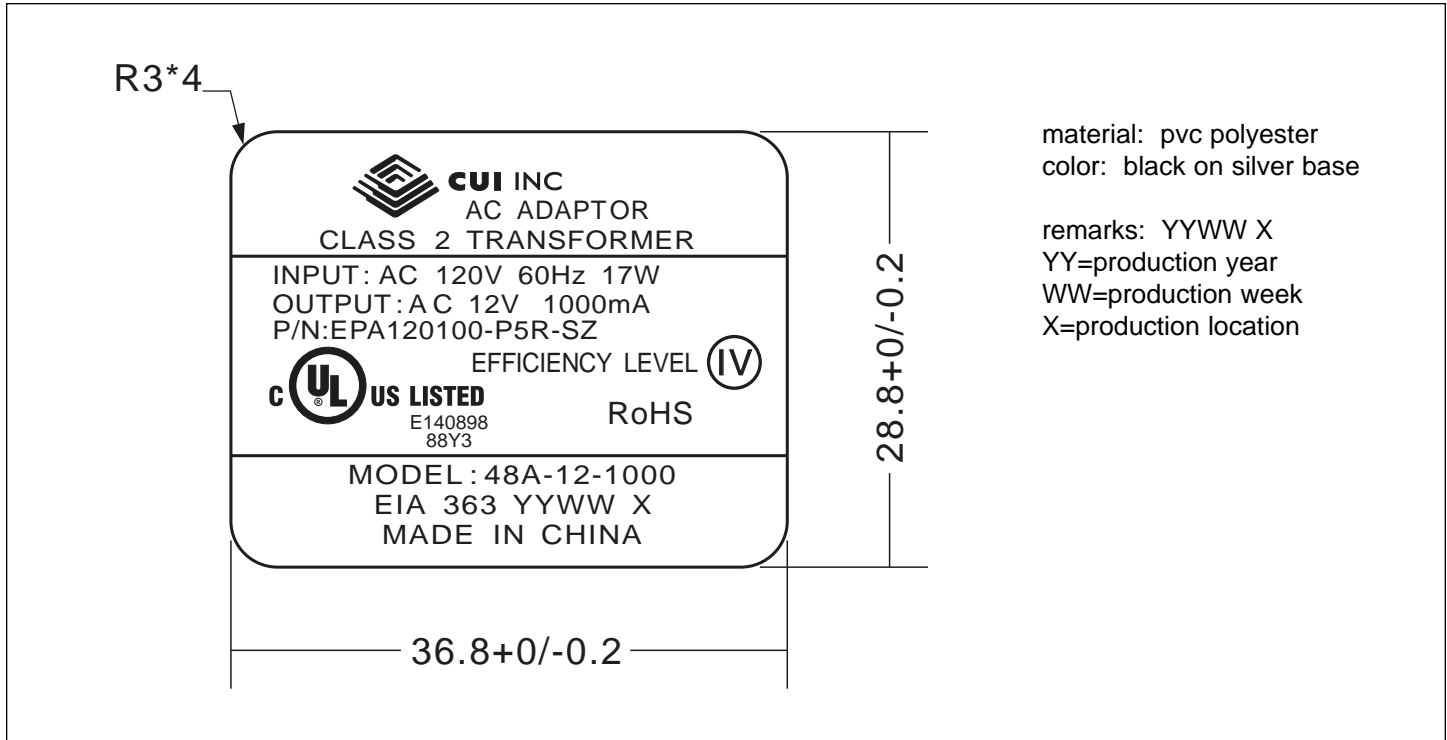 R3*4
CUI INC
AC ADAPTOR
CLASS 2 TRANSFORMER
INPUT: AC 120V 60Hz 17W
OUTPUT: AC 12V 1000mA
P/N:EPA120100-P5R-SZ
EFFICIENCY LEVEL IV
C UL® US LISTED
E140898
88Y3
RoHS
MODEL: 48A-12-1000
EIA 363 YYWW X
MADE IN CHINA
36.8+0/-0.2
28.8+0/-0.2
material: pvc polyester
color: black on silver base
remarks: YYWW X
YY=production year
WW=production week
X=production location